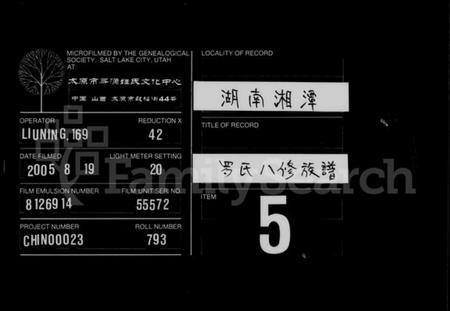 MICROFILMED BY THE GENEALOGICAL
SOCIETY, SALT LAKE CITY, UTAH
AT
太原市寻源姓氏文化中心
中国 山西 太原市政福街44号
OPERATOR REDUCTION X
LIUNING, 169 42
DATE FILMED LIGHT METER SETTING
2005 8 19 20
FILM EMULSION NUMBER FILM UNIT SER. NO.
8126914 55572
PROJECT NUMBER ROLL NUMBER
CHIN00023 793
LOCALITY OF RECORD
湖南湘潭
TITLE OF RECORD
罗氏八修族譜
ITEM
5
FamilySearch